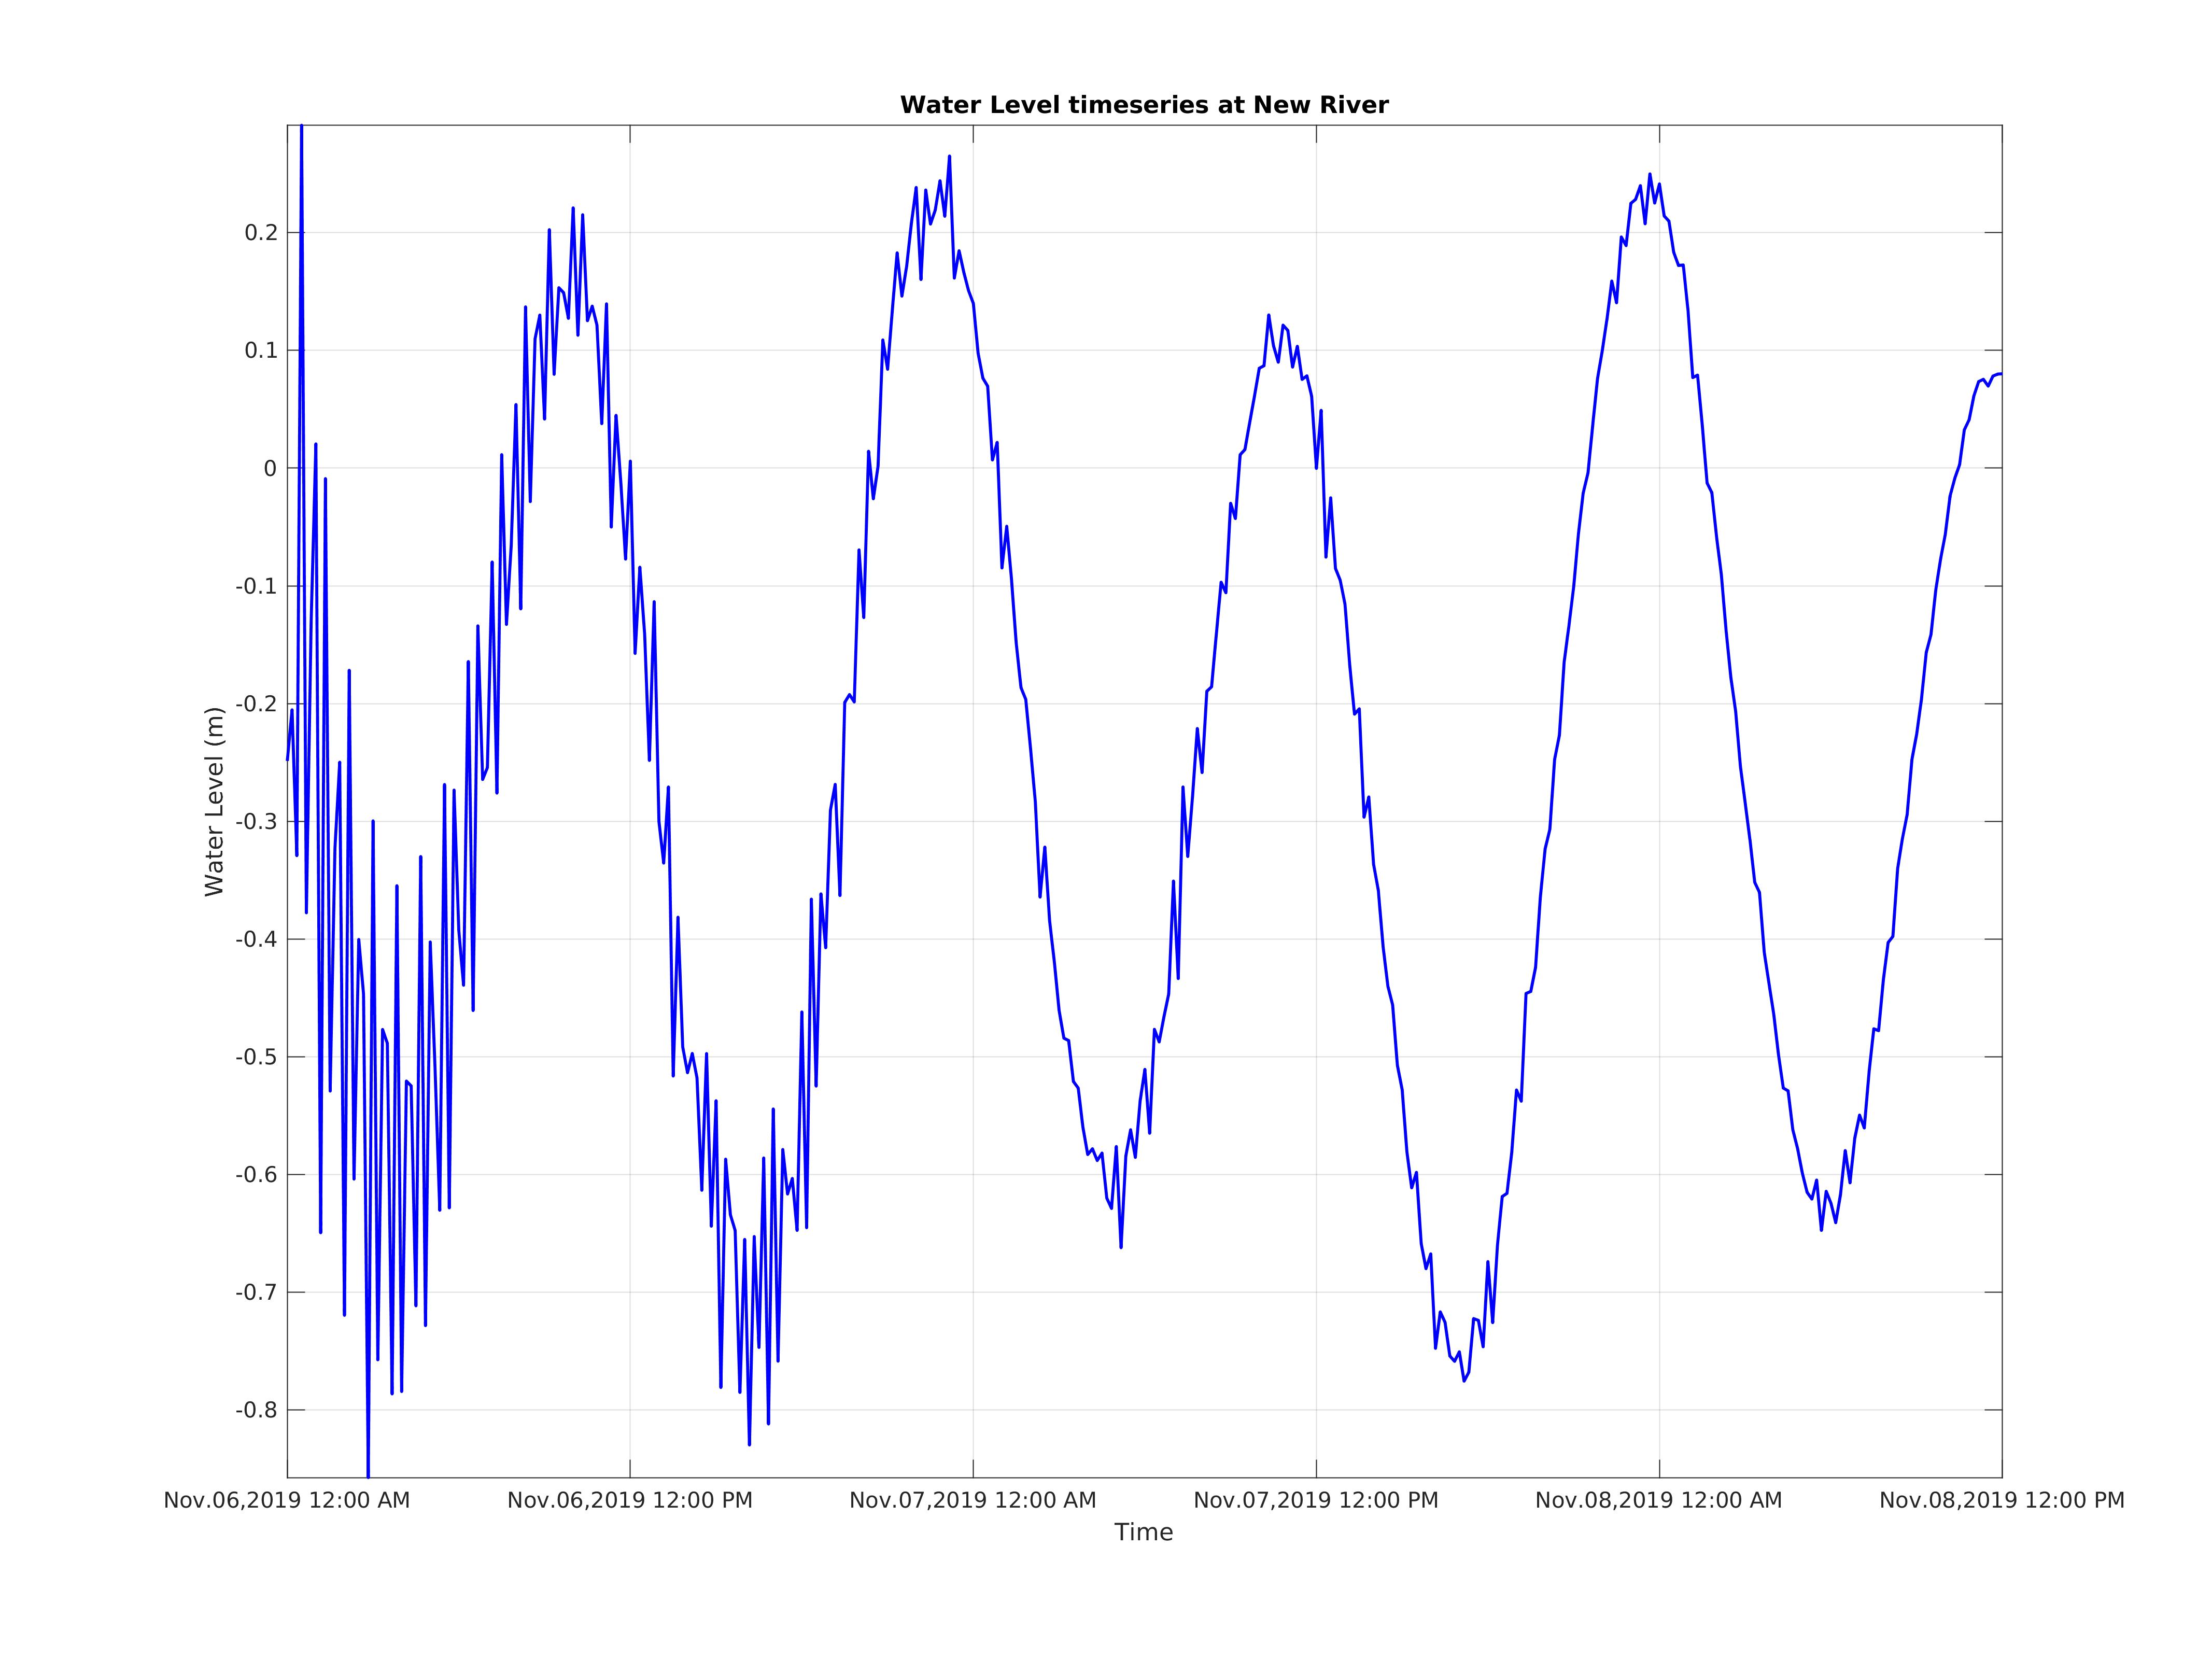 Water Level timeseries at New River
Water Level (m)
0.2
0.1
0
-0.1
-0.2
-0.3
-0.4
-0.5
-0.6
-0.7
-0.8
Nov.06,2019 12:00 AM
Nov.06,2019 12:00 PM
Nov.07,2019 12:00 AM
Nov.07,2019 12:00 PM
Nov.08,2019 12:00 AM
Nov.08,2019 12:00 PM
Time